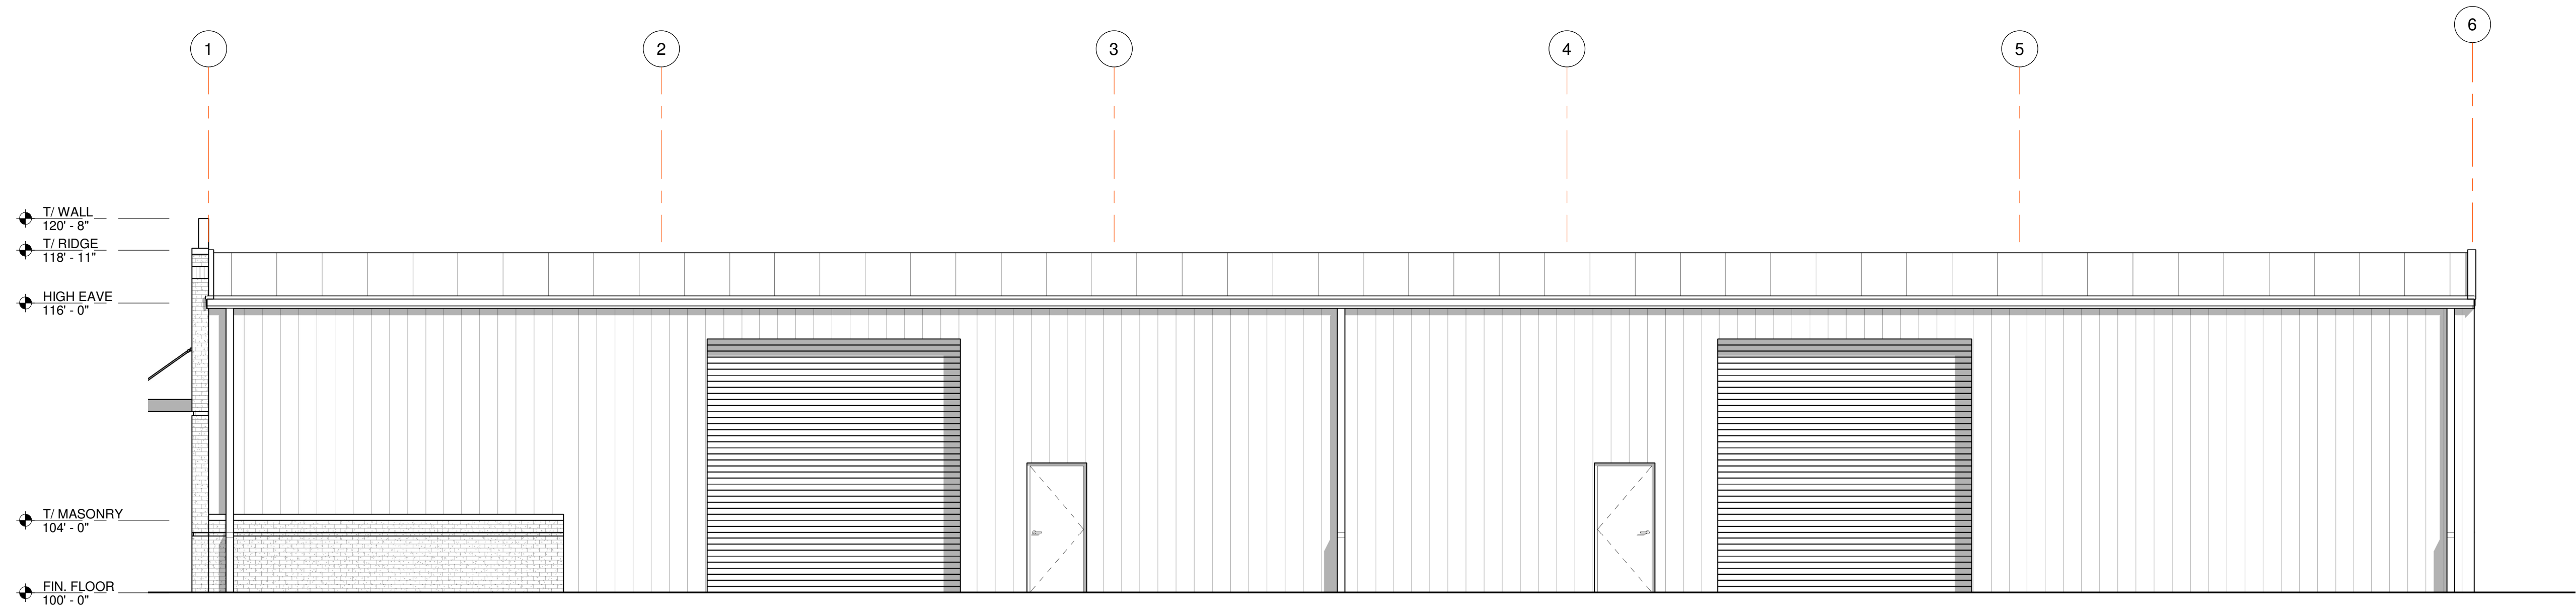 1
2
3
4
5
6
T/ WALL
120' - 8"
T/ RIDGE
118' - 11"
HIGH EAVE
116' - 0"
T/ MASONRY
104' - 0"
FIN. FLOOR
100' - 0"